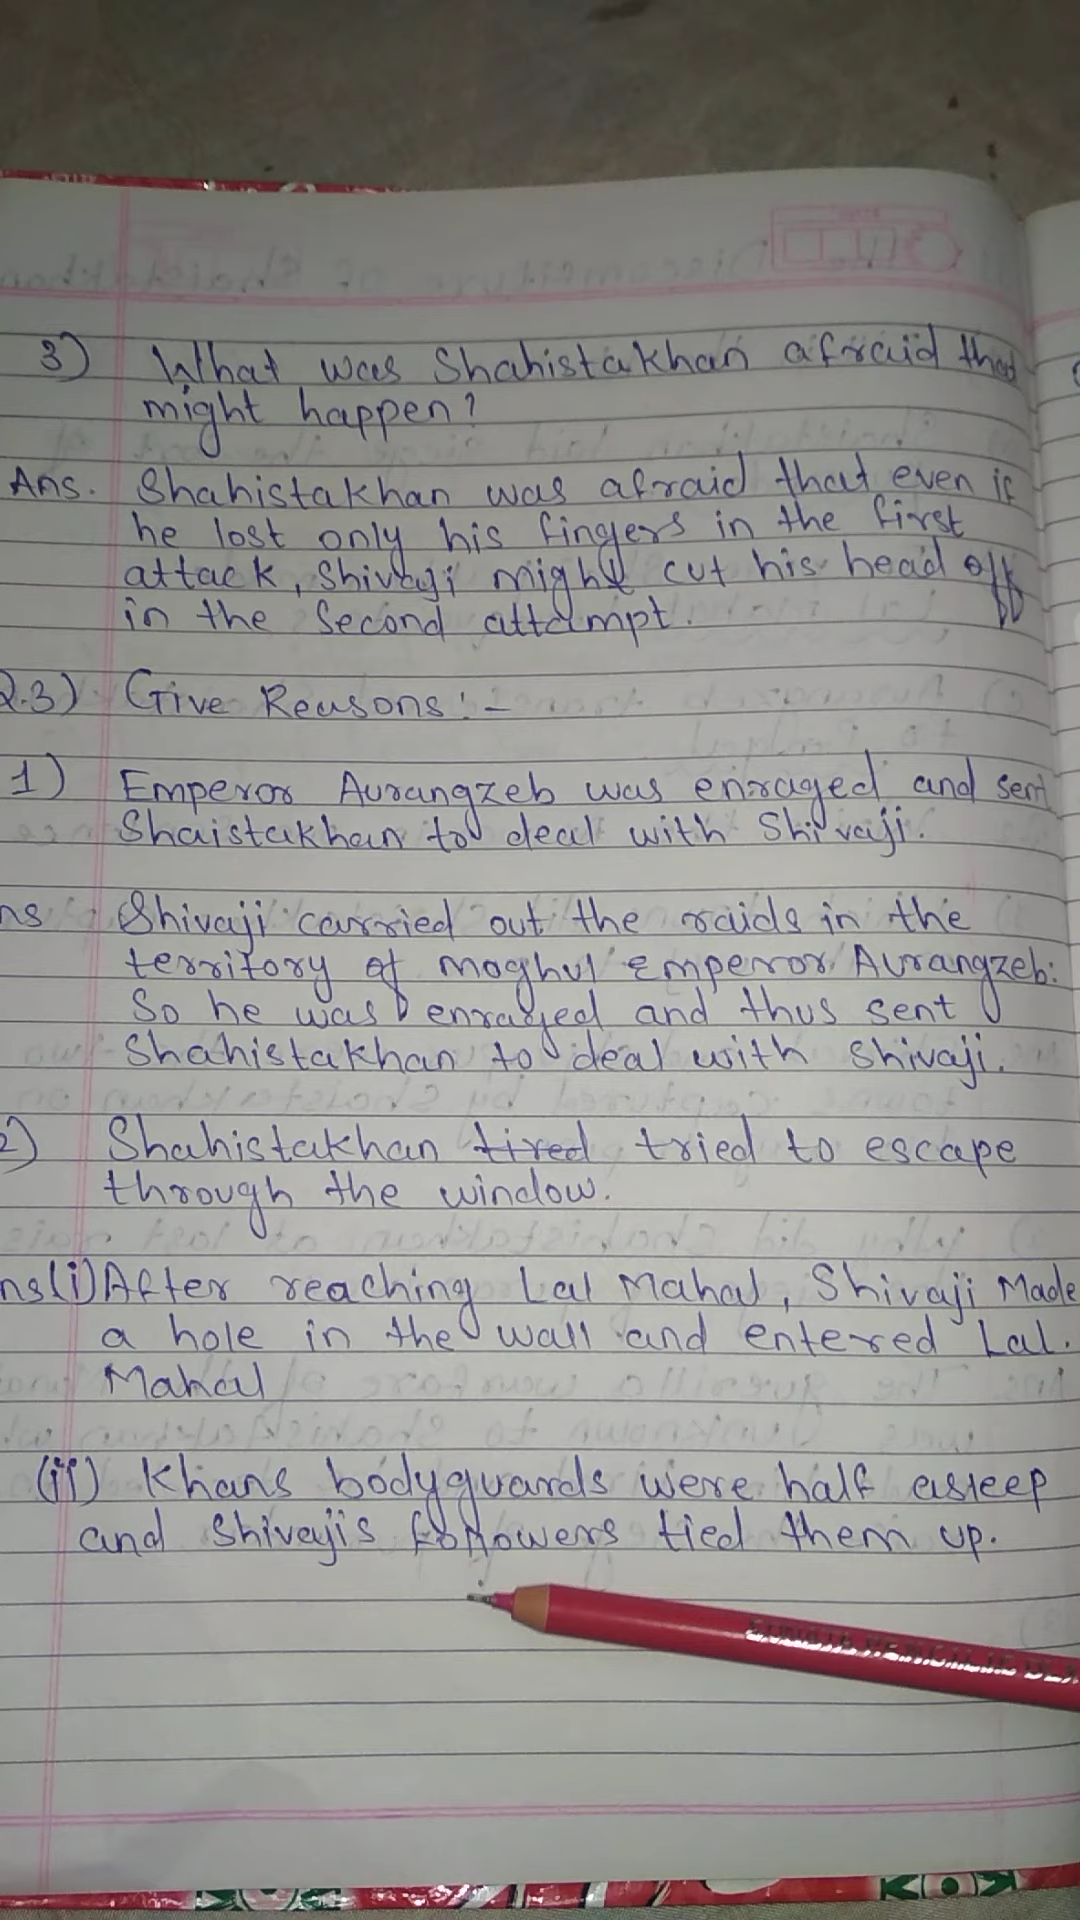 3) What was Shahistakhan afraid that
might happen?
Ans. Shahistakhan was afraid that even if
he lost only his fingers in the first
attack, Shivaji might cut his head off
in the Second attampt.
Q.3) Give Reasons:-
1) Emperor Aurangzeb was enraged and sent
Shaistakhan to deal with Shivaji.
ns Shivaji carried out the raids in the
territory of moghul emperor Aurangzeb.
So he was enraged and thus sent
Shahistakhan to deal with Shivaji.
2) Shahistakhan tired tried to escape
through the window.
ns(i) After reaching Lal Mahal, Shivaji Made
a hole in the wall and entered Lal.
Mahal
(ii) Khans bodyguards were half asleep
and Shivajis followers tied them up.